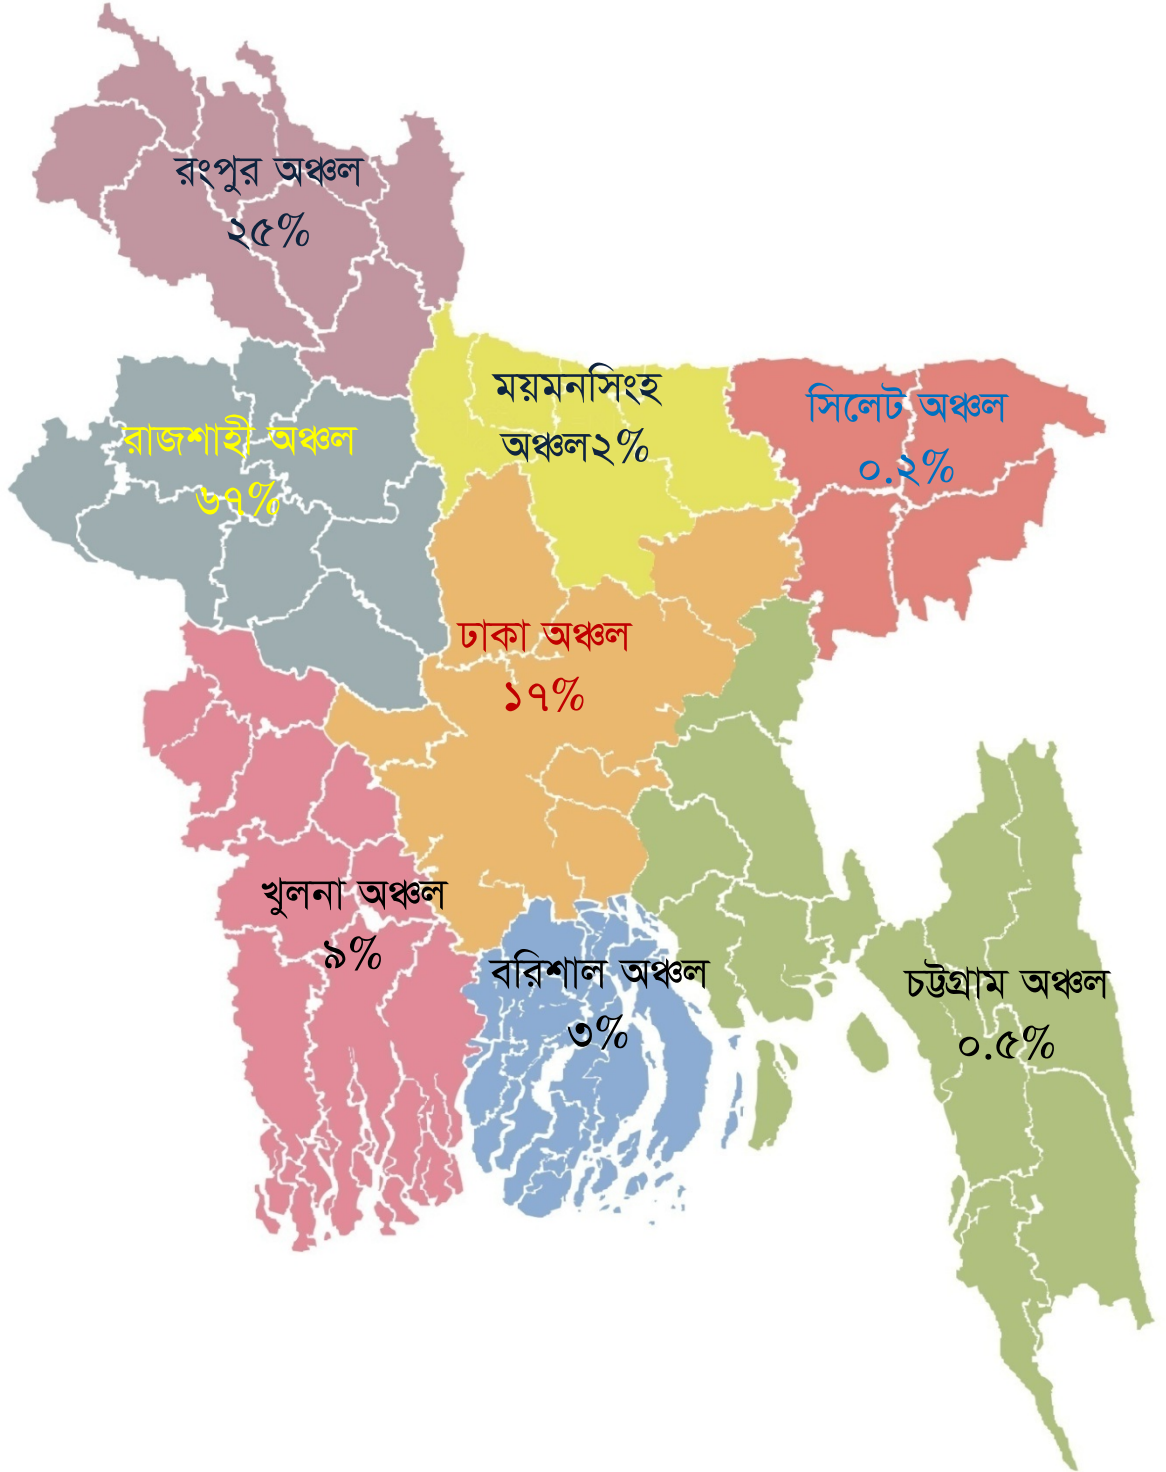 রংপুর অঞ্চল
২৫%
ময়মনসিংহ
অঞ্চল২%
সিলেট অঞ্চল
০.২%
রাজশাহী অঞ্চল
৬৭%
ঢাকা অঞ্চল
১৭%
খুলনা অঞ্চল
৯%
বরিশাল অঞ্চল
৩%
চট্টগ্রাম অঞ্চল
০.৫%